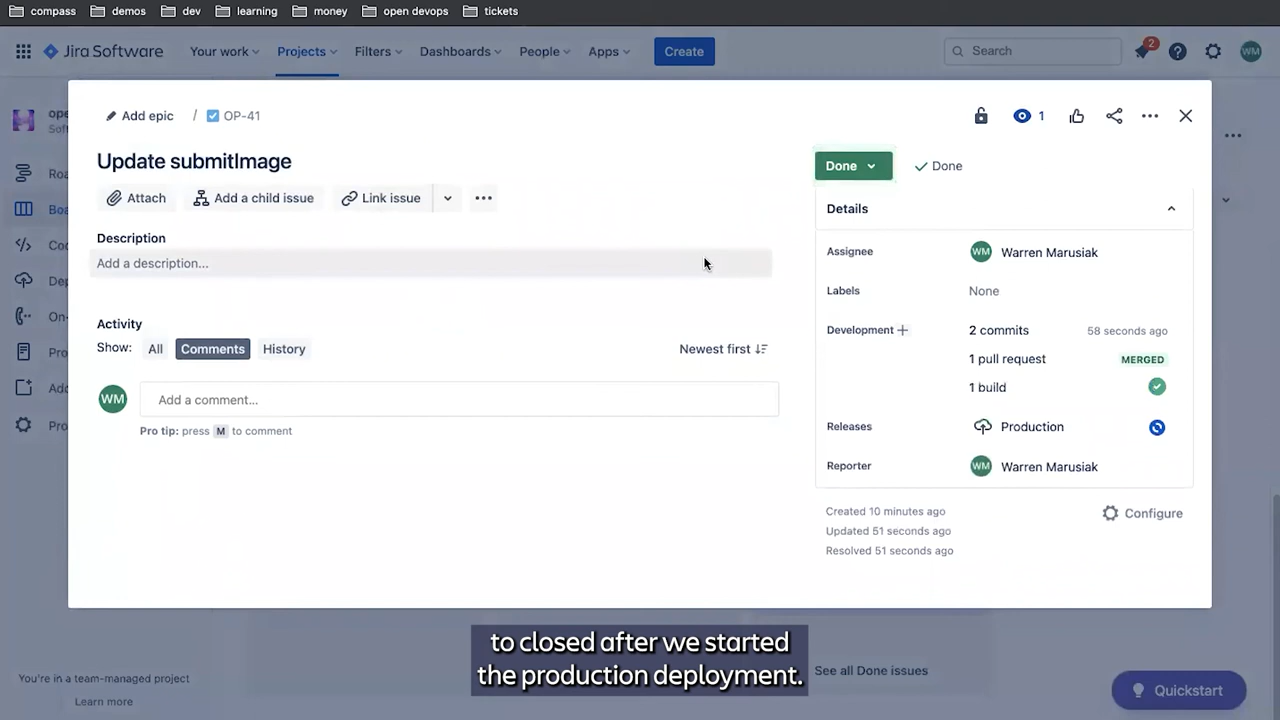 compass demos dev learning money open devops tickets
Jira Software Your work Projects Filters Dashboards People Apps Create Search 2 WM
Add epic / OP-41 1
Update submitImage
Done Done
Attach Add a child issue Link issue
Details
Description
Add a description...
Assignee WM Warren Marusiak
Labels None
Activity
Show: All Comments History Newest first
Development 2 commits 58 seconds ago
1 pull request MERGED
1 build
WM Add a comment...
Pro tip: press M to comment
Releases Production
Reporter WM Warren Marusiak
Created 10 minutes ago
Configure
Updated 51 seconds ago
Resolved 51 seconds ago
to closed after we started
the production deployment.
See all Done issues
You're in a team-managed project
Learn more
Quickstart